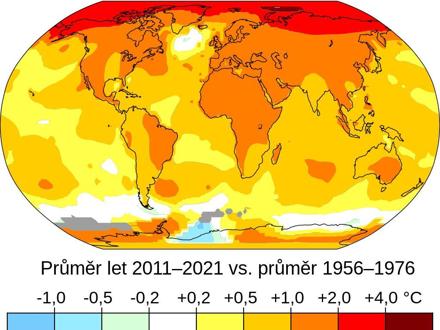 Průměr let 2011–2021 vs. průměr 1956–1976
-1,0 -0,5 -0,2 +0,2 +0,5 +1,0 +2,0 +4,0 °C